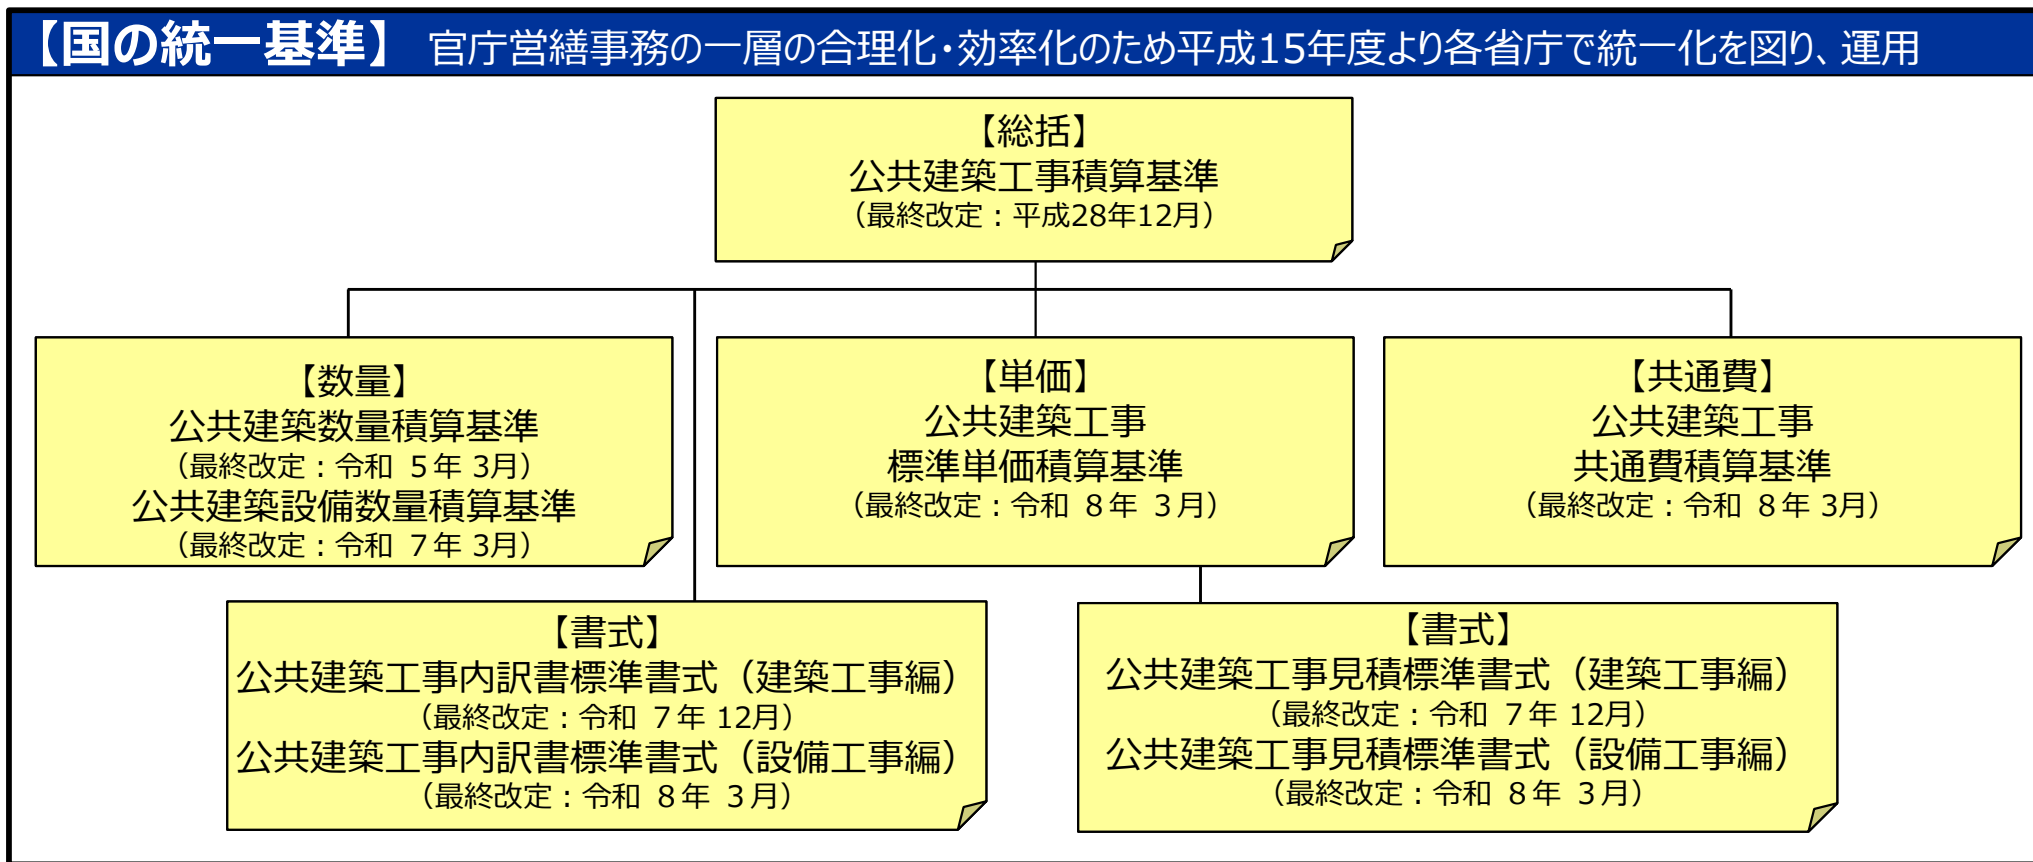 【国の統一基準】 官庁営繕事務の一層の合理化・効率化のため平成15年度より各省庁で統一化を図り、運用
【総括】
公共建築工事積算基準
（最終改定：平成28年12月）
【数量】
公共建築数量積算基準
（最終改定：令和 5年 3月）
公共建築設備数量積算基準
（最終改定：令和 7年 3月）
【単価】
公共建築工事
標準単価積算基準
（最終改定：令和 8年 3月）
【共通費】
公共建築工事
共通費積算基準
（最終改定：令和 8年 3月）
【書式】
公共建築工事内訳書標準書式（建築工事編）
（最終改定：令和 7年 12月）
公共建築工事内訳書標準書式（設備工事編）
（最終改定：令和 8年 3月）
【書式】
公共建築工事見積標準書式（建築工事編）
（最終改定：令和 7年 12月）
公共建築工事見積標準書式（設備工事編）
（最終改定：令和 8年 3月）